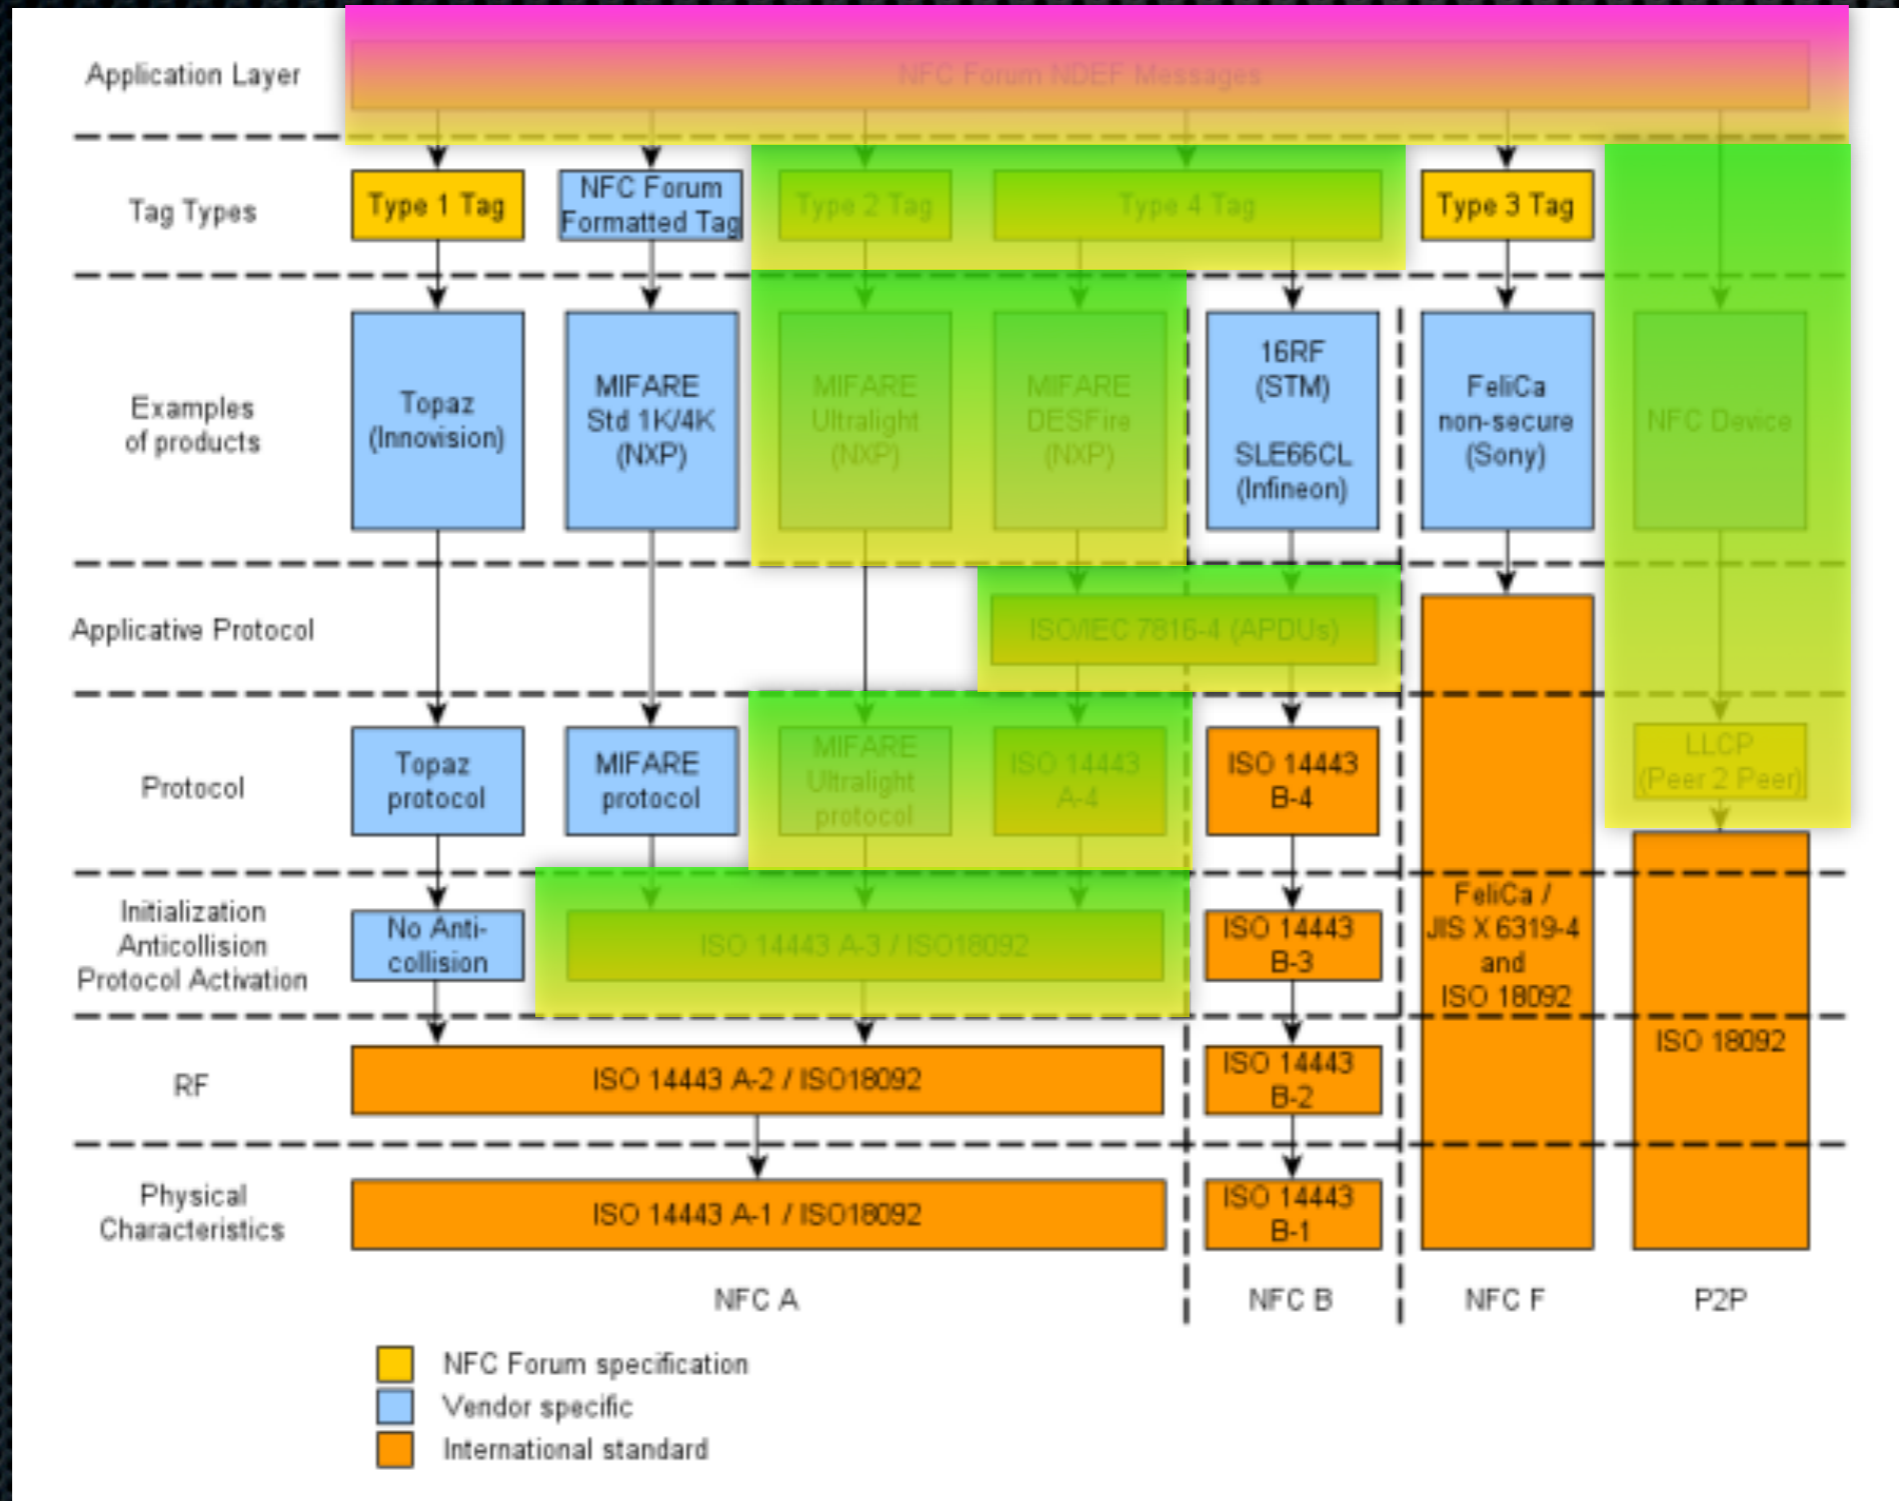 Application Layer
NFC Forum NDEF Messages
Tag Types
Type 1 Tag
NFC Forum
Formatted Tag
Type 2 Tag
Type 4 Tag
Type 3 Tag
Examples
of products
Topaz
(Innovision)
MIFARE
Std 1K/4K
(NXP)
MIFARE
Ultralight
(NXP)
MIFARE
DESFire
(NXP)
16RF
(STM)
SLE66CL
(Infineon)
FeliCa
non-secure
(Sony)
NFC Device
Applicative Protocol
ISO/IEC 7816-4 (APDUs)
Protocol
Topaz
protocol
MIFARE
protocol
MIFARE
Ultralight
protocol
ISO 14443
A-4
ISO 14443
B-4
LLCP
(Peer 2 Peer)
Initialization
Anticollision
Protocol Activation
No Anti-
collision
ISO 14443 A-3 / ISO18092
ISO 14443
B-3
FeliCa /
JIS X 6319-4
and
ISO 18092
ISO 18092
RF
ISO 14443 A-2 / ISO18092
ISO 14443
B-2
Physical
Characteristics
ISO 14443 A-1 / ISO18092
ISO 14443
B-1
NFC A
NFC B
NFC F
P2P
NFC Forum specification
Vendor specific
International standard